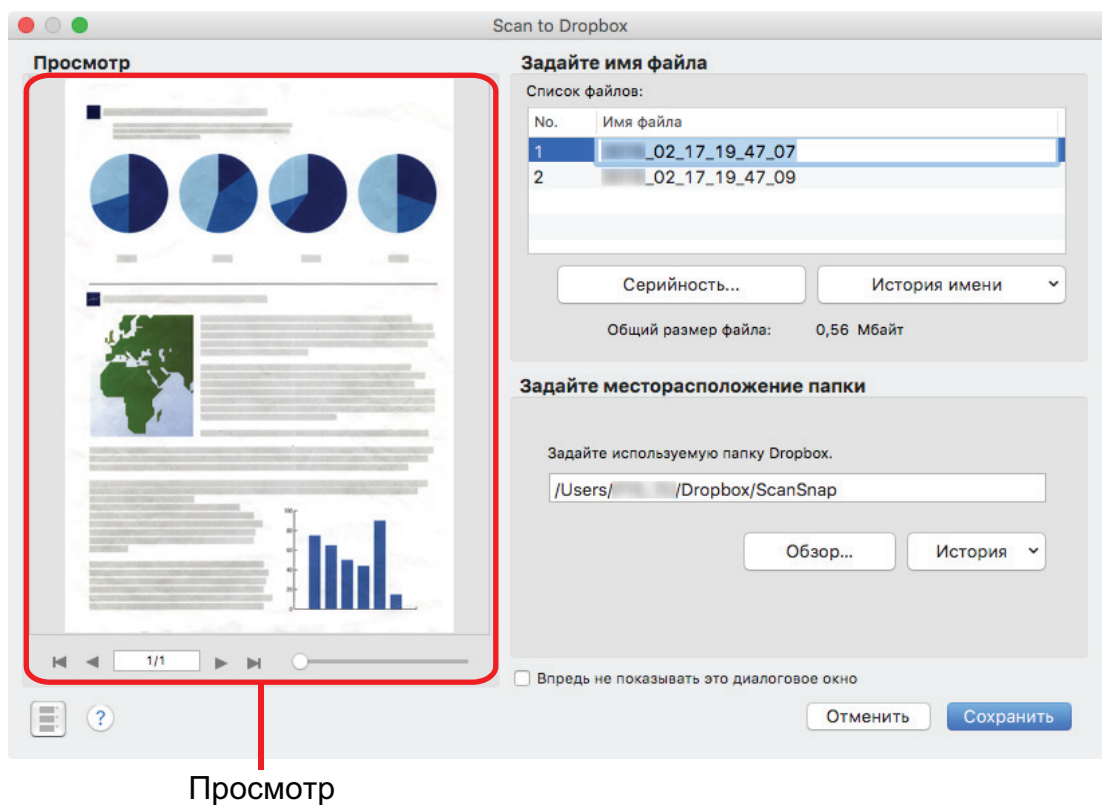 Scan to Dropbox
Просмотр
1/1
Задайте имя файла
Список файлов:
No. Имя файла
1 _02_17_19_47_07
2 _02_17_19_47_09
Серийность... История имени
Общий размер файла: 0,56 Мбайт
Задайте месторасположение папки
Задайте используемую папку Dropbox.
/Users/ /Dropbox/ScanSnap
Обзор... История
Впредь не показывать это диалоговое окно
? Отменить Сохранить
Просмотр